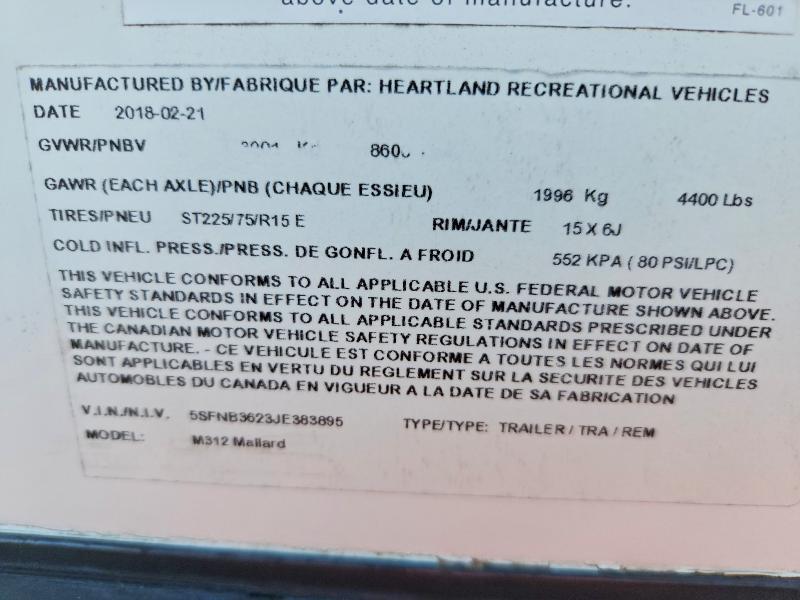 above date of manufacture.
FL-601
MANUFACTURED BY/FABRIQUE PAR: HEARTLAND RECREATIONAL VEHICLES
DATE 2018-02-21
GVWR/PNBV
GAWR (EACH AXLE)/PNB (CHAQUE ESSIEU) 1996 Kg 4400 Lbs
TIRES/PNEU ST225/75/R15 E RIM/JANTE 15 X 6J
COLD INFL. PRESS./PRESS. DE GONFL. A FROID 552 KPA ( 80 PSI/LPC)
THIS VEHICLE CONFORMS TO ALL APPLICABLE U.S. FEDERAL MOTOR VEHICLE
SAFETY STANDARDS IN EFFECT ON THE DATE OF MANUFACTURE SHOWN ABOVE.
THIS VEHICLE CONFORMS TO ALL APPLICABLE STANDARDS PRESCRIBED UNDER
THE CANADIAN MOTOR VEHICLE SAFETY REGULATIONS IN EFFECT ON DATE OF
MANUFACTURE. - CE VEHICULE EST CONFORME A TOUTES LES NORMES QUI LUI
SONT APPLICABLES EN VERTU DU REGLEMENT SUR LA SECURITE DES VEHICLES
AUTOMOBLES DU CANADA EN VIGUEUR A LA DATE DE SA FABRICATION
V.I.N./N.I.V. 5SFNB3623JE383895 TYPE/TYPE: TRAILER / TRA / REM
MODEL: M312 Mallard